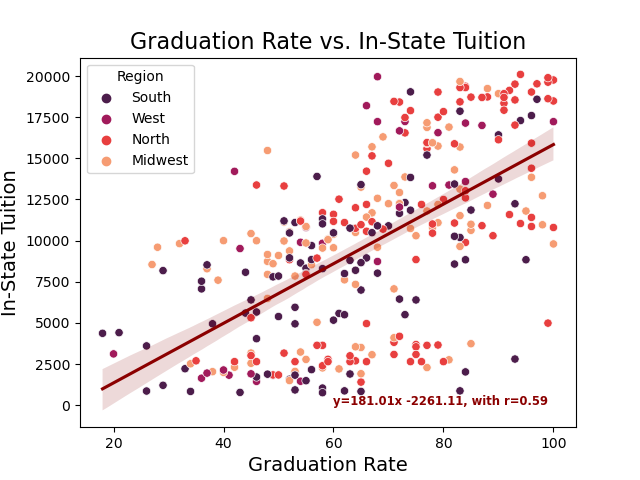 Graduation Rate vs. In-State Tuition
Region
South
West
North
Midwest
20000
17500
15000
12500
10000
7500
5000
2500
0
In-State Tuition
y=181.01x -2261.11, with r=0.59
20 40 60 80 100
Graduation Rate